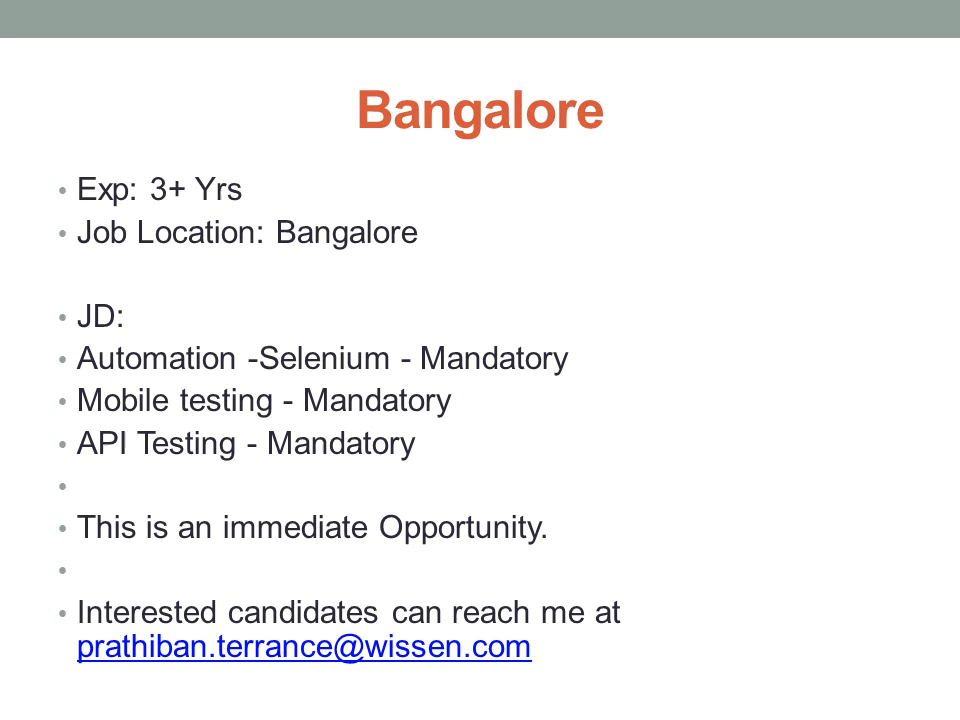 Bangalore
• Exp: 3+ Yrs
• Job Location: Bangalore
• JD:
• Automation -Selenium - Mandatory
• Mobile testing - Mandatory
• API Testing - Mandatory
•
• This is an immediate Opportunity.
•
• Interested candidates can reach me at
prathiban.terrance@wissen.com